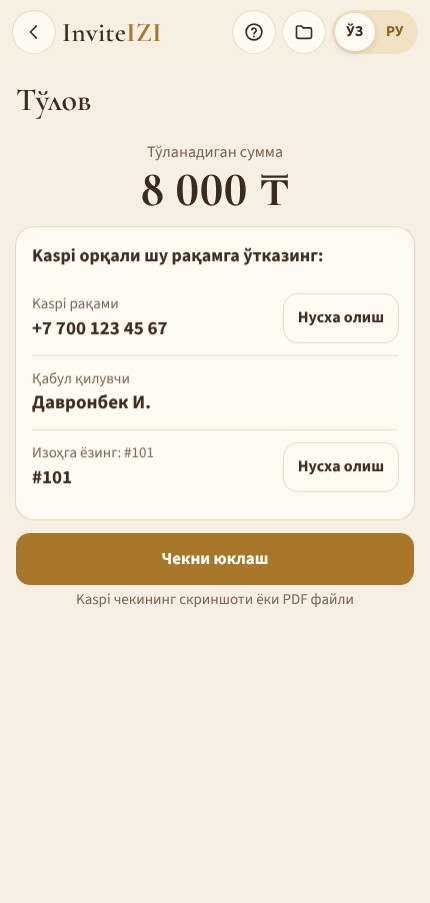 InviteIZI
ЎЗ РУ
Тўлов
Тўланадиган сумма
8 000 ₸
Kaspi орқали шу рақамга ўтказинг:
Kaspi рақами
+7 700 123 45 67
Нусха олиш
Қабул қилувчи
Давронбек И.
Изоҳга ёзинг: #101
#101
Нусха олиш
Чекни юклаш
Kaspi чекининг скриншоти ёки PDF файли